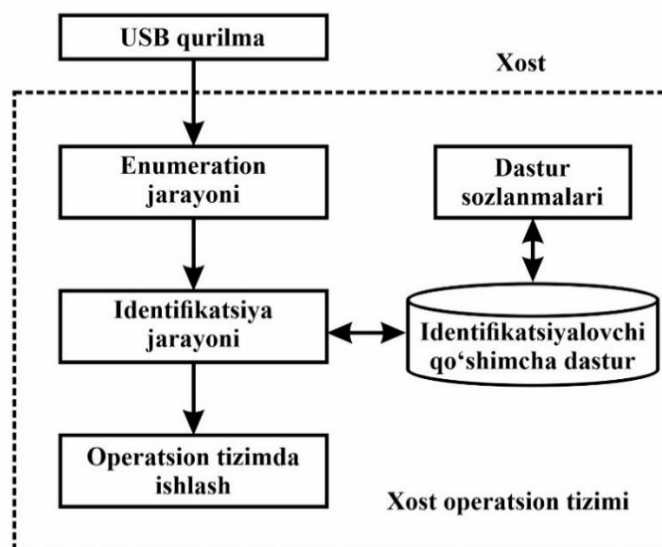 USB qurilma
Xost
Enumeration
jarayoni
Dastur
sozlanmalari
Identifikatsiya
jarayoni
Identifikatsiyalovchi
qo‘shimcha dastur
Operatsion tizimda
ishlash
Xost operatsion tizimi